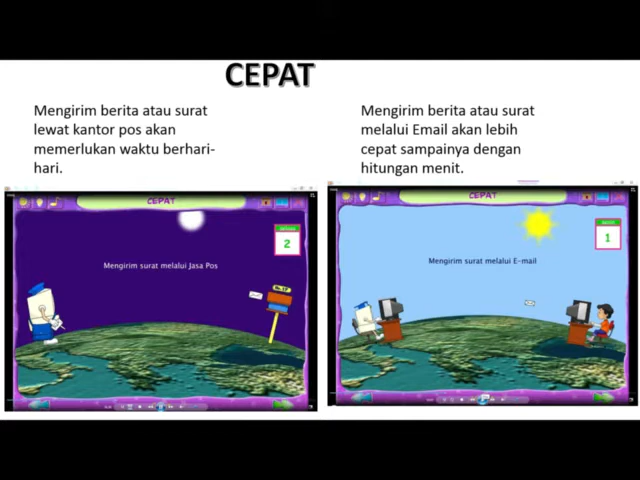 CEPAT
Mengirim berita atau surat
lewat kantor pos akan
memerlukan waktu berhari-
hari.
Mengirim berita atau surat
melalui Email akan lebih
cepat sampainya dengan
hitungan menit.
CEPAT
2
Mengirim surat melalui Jasa Pos
CEPAT
1
Mengirim surat melalui E-mail